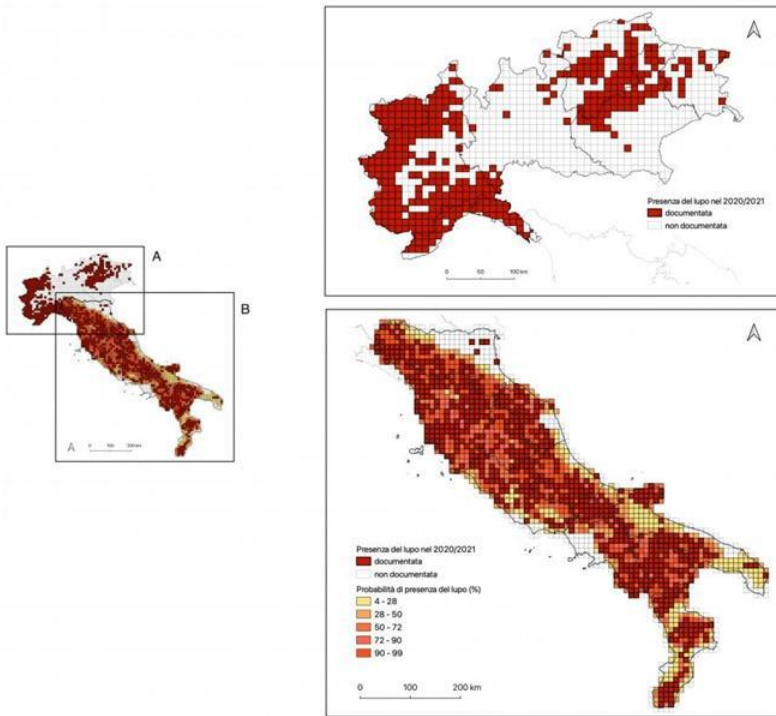 A
B
A
0 100 200 km
Presenza del lupo nel 2020/2021
documentata
non documentata
0 50 100 km
Presenza del lupo nel 2020/2021
documentata
non documentata
Probabilità di presenza del lupo (%)
4 - 28
28 - 50
50 - 72
72 - 90
90 - 99
0 100 200 km